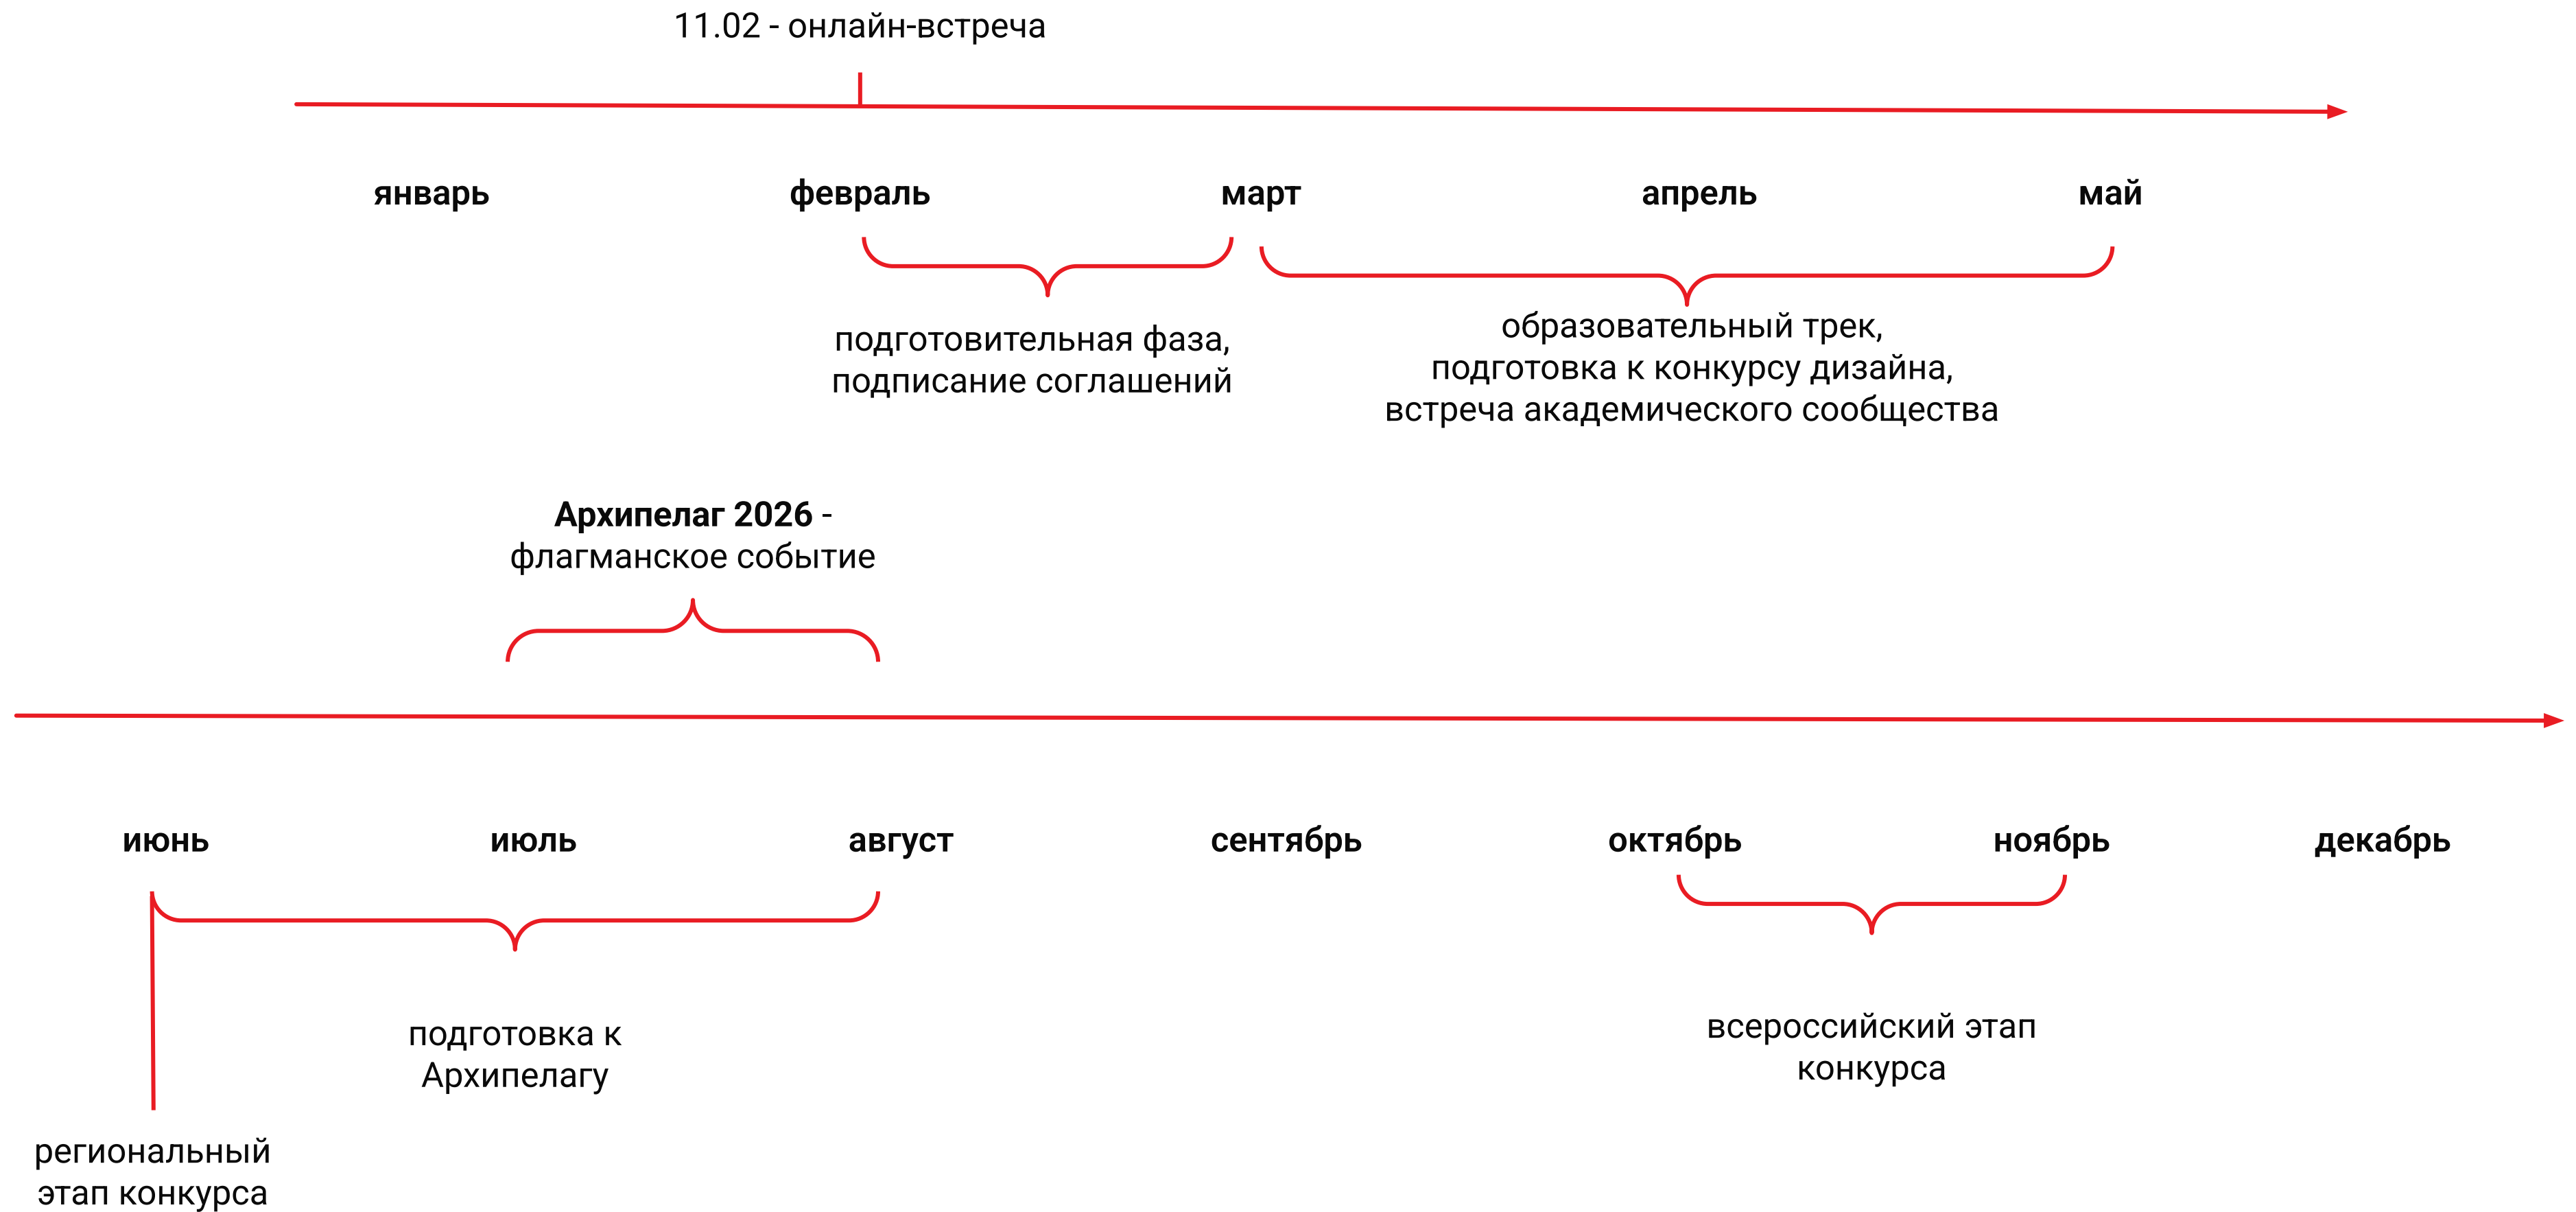 11.02 - онлайн-встреча
январь
февраль
март
апрель
май
подготовительная фаза,
подписание соглашений
образовательный трек,
подготовка к конкурсу дизайна,
встреча академического сообщества
Архипелаг 2026 -
флагманское событие
июнь
июль
август
сентябрь
октябрь
ноябрь
декабрь
подготовка к
Архипелагу
всероссийский этап
конкурса
региональный
этап конкурса